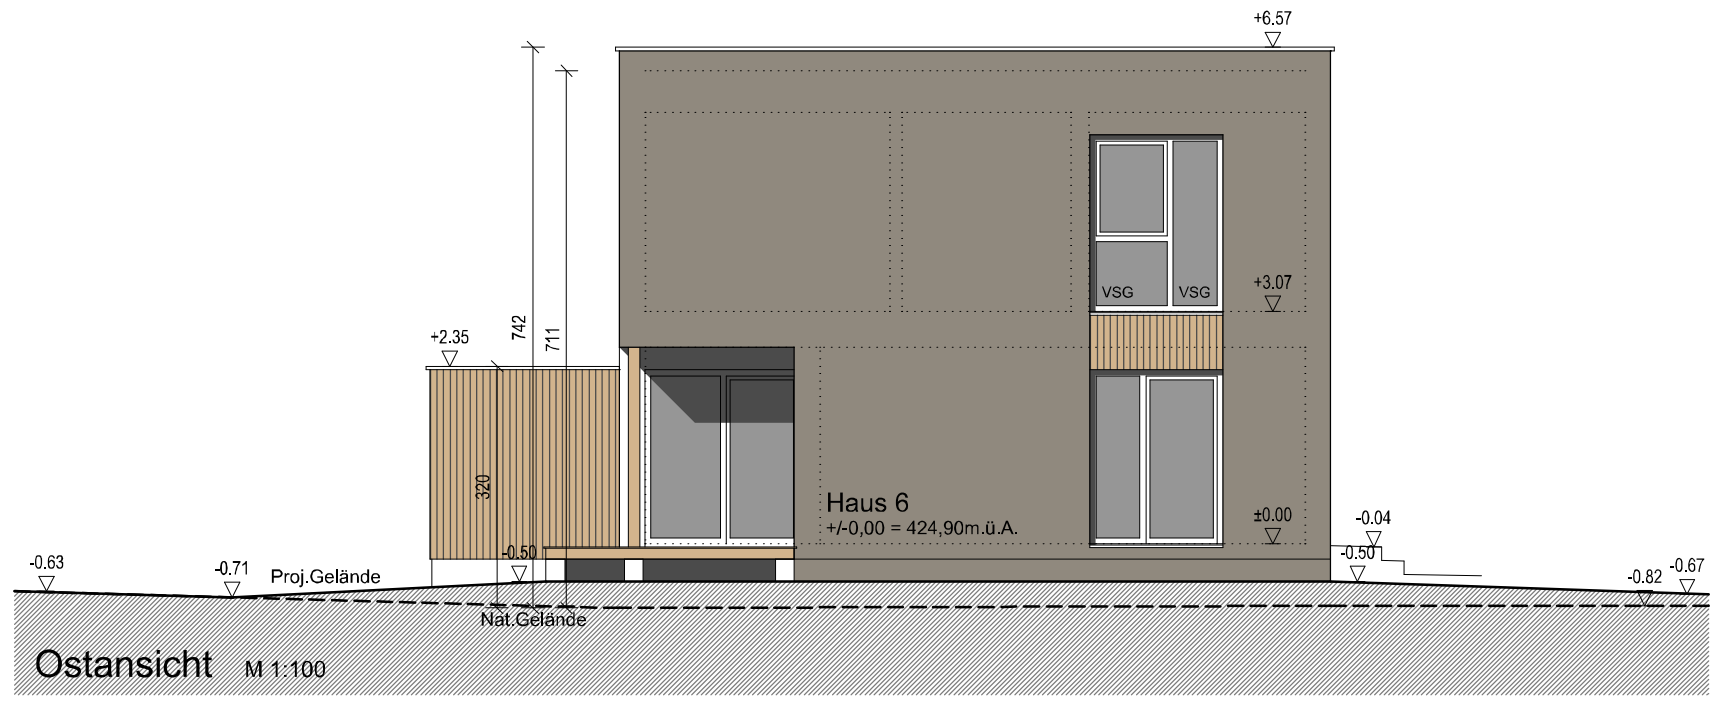 +6.57
742
711
+3.07
VSG VSG
+2.35
320
Haus 6
+/-0,00 = 424,90m.ü.A.
±0.00
-0.04
-0.63
-0.71
Proj.Gelände
-0.50
-0.50
-0.82
-0.67
Nat.Gelände
Ostansicht M 1:100